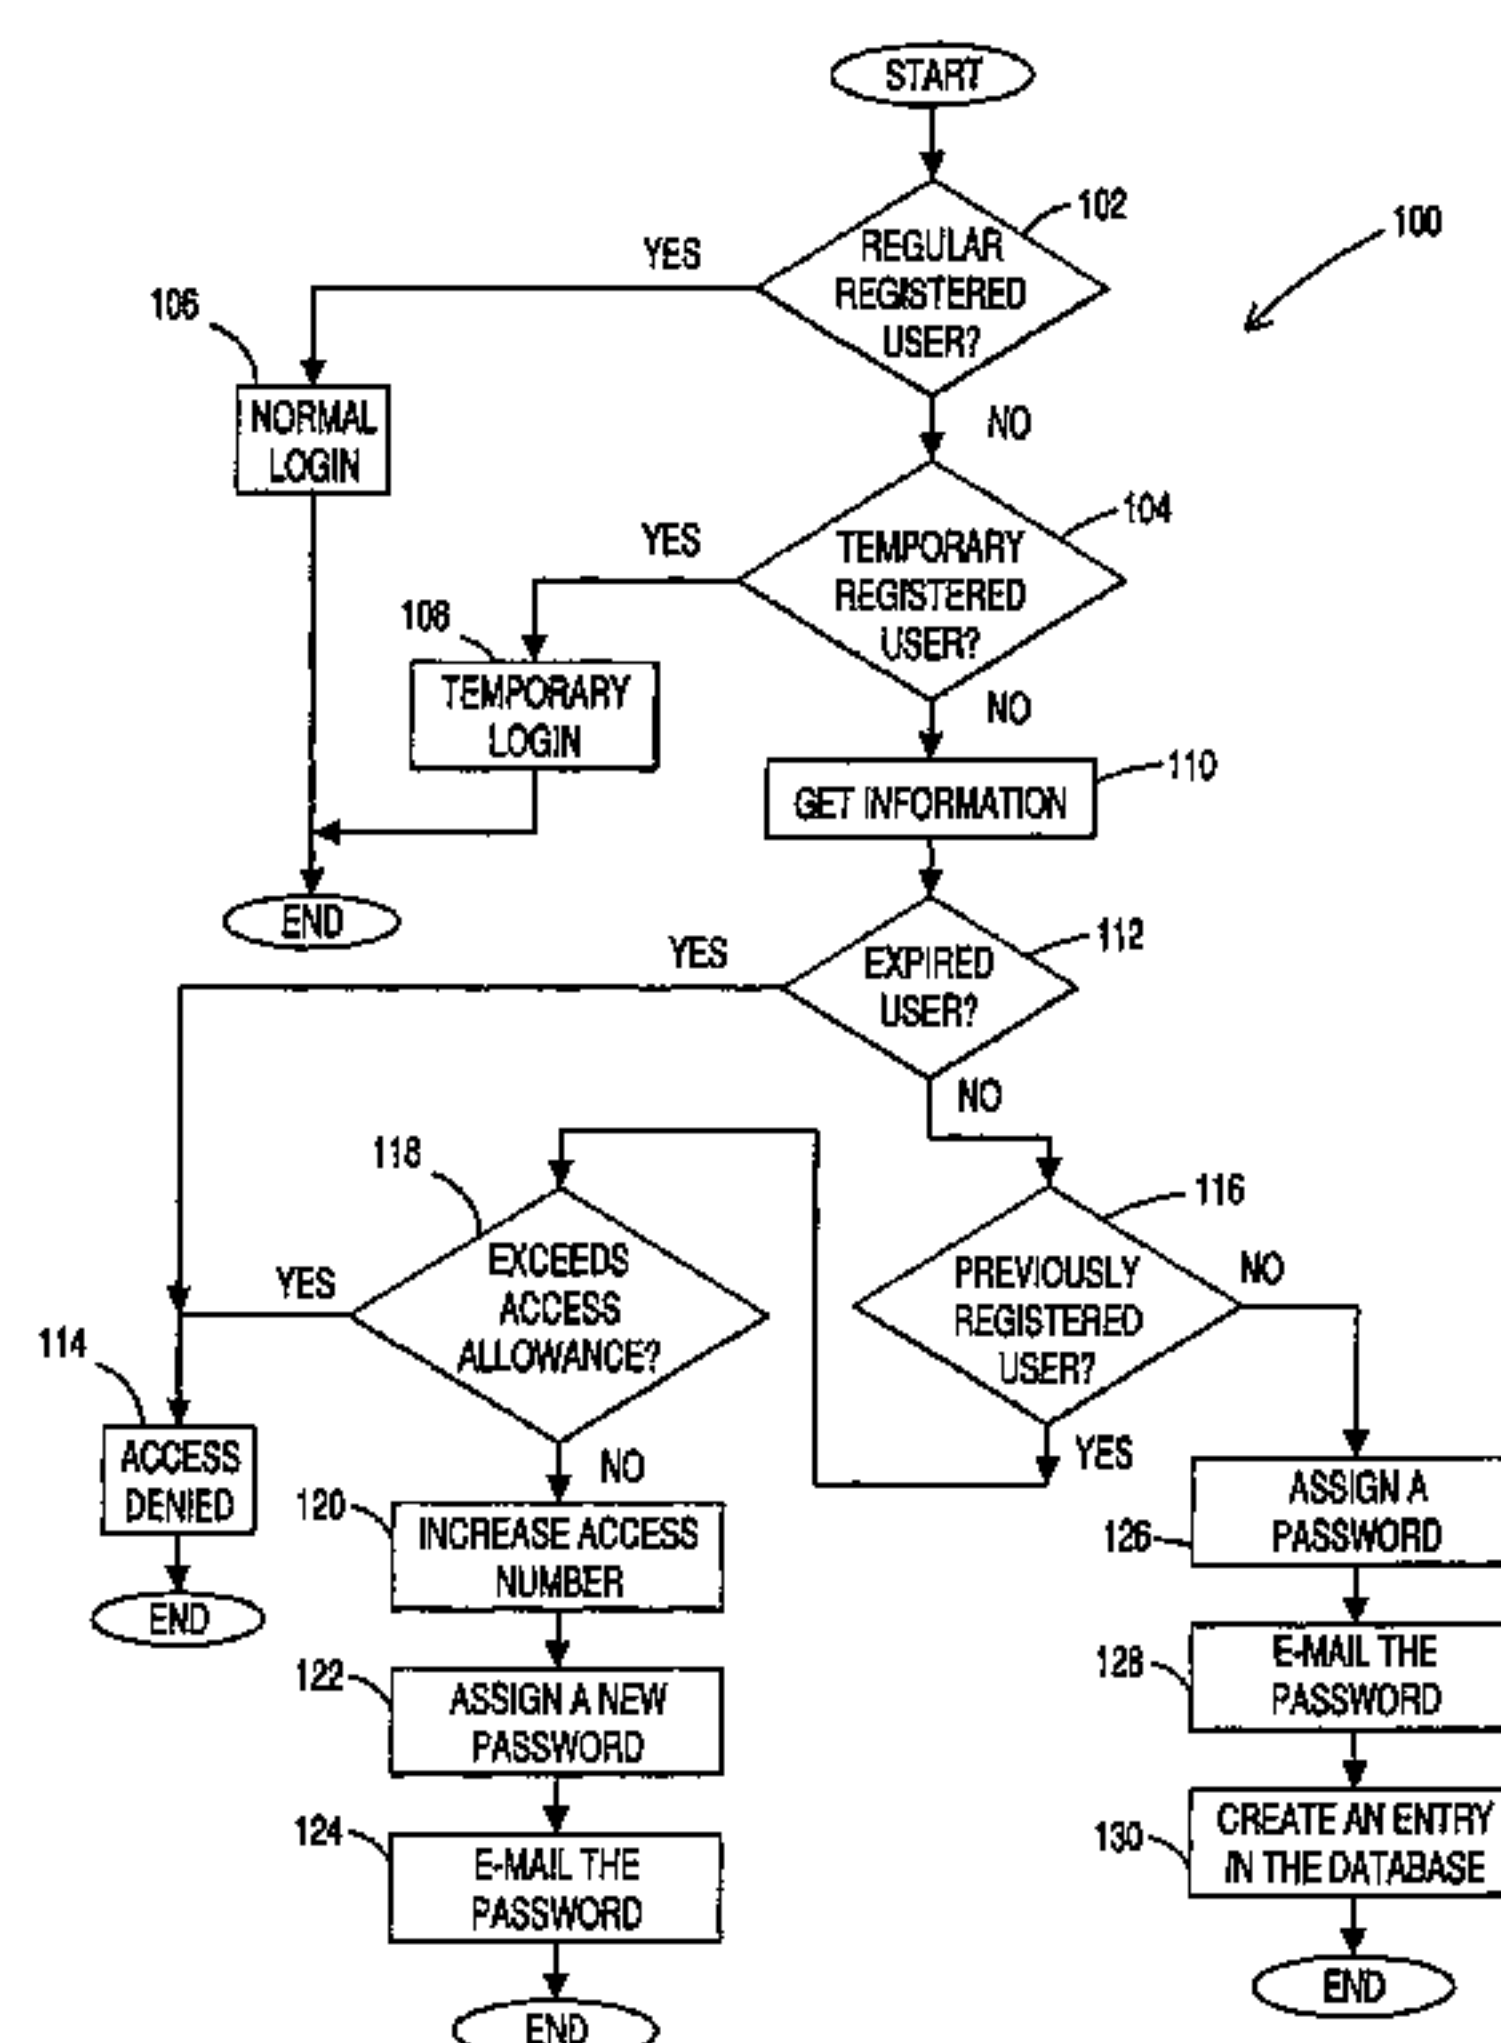 START
102
100
REGULAR
REGISTERED
USER?
YES
106
NORMAL
LOGIN
NO
104
TEMPORARY
REGISTERED
USER?
YES
108
TEMPORARY
LOGIN
NO
110
GET INFORMATION
END
112
EXPIRED
USER?
YES
NO
118
116
EXCEEDS
ACCESS
ALLOWANCE?
YES
PREVIOUSLY
REGISTERED
USER?
NO
114
ACCESS
DENIED
NO
YES
END
120
INCREASE ACCESS
NUMBER
126
ASSIGN A
PASSWORD
122
ASSIGN A NEW
PASSWORD
128
E-MAIL THE
PASSWORD
124
E-MAIL THE
PASSWORD
130
CREATE AN ENTRY
IN THE DATABASE
END
END